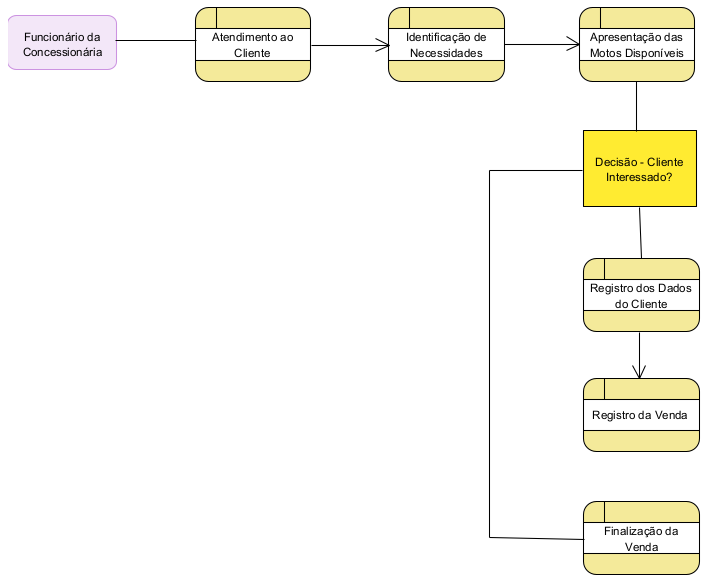 Funcionário da
Concessionária
Atendimento ao
Cliente
Identificação de
Necessidades
Apresentação das
Motos Disponíveis
Decisão - Cliente
Interessado?
Registro dos Dados
do Cliente
Registro da Venda
Finalização da
Venda